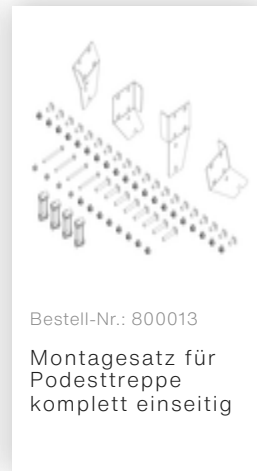 Bestell-Nr.: 800013
Montagesatz für
Podesttreppe
komplett einseitig